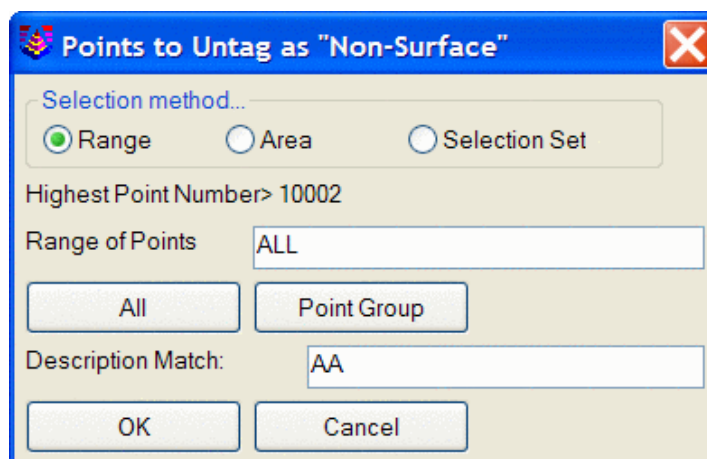 Points to Untag as "Non-Surface"
Selection method...
Range Area Selection Set
Highest Point Number> 10002
Range of Points ALL
All Point Group
Description Match: AA
OK Cancel